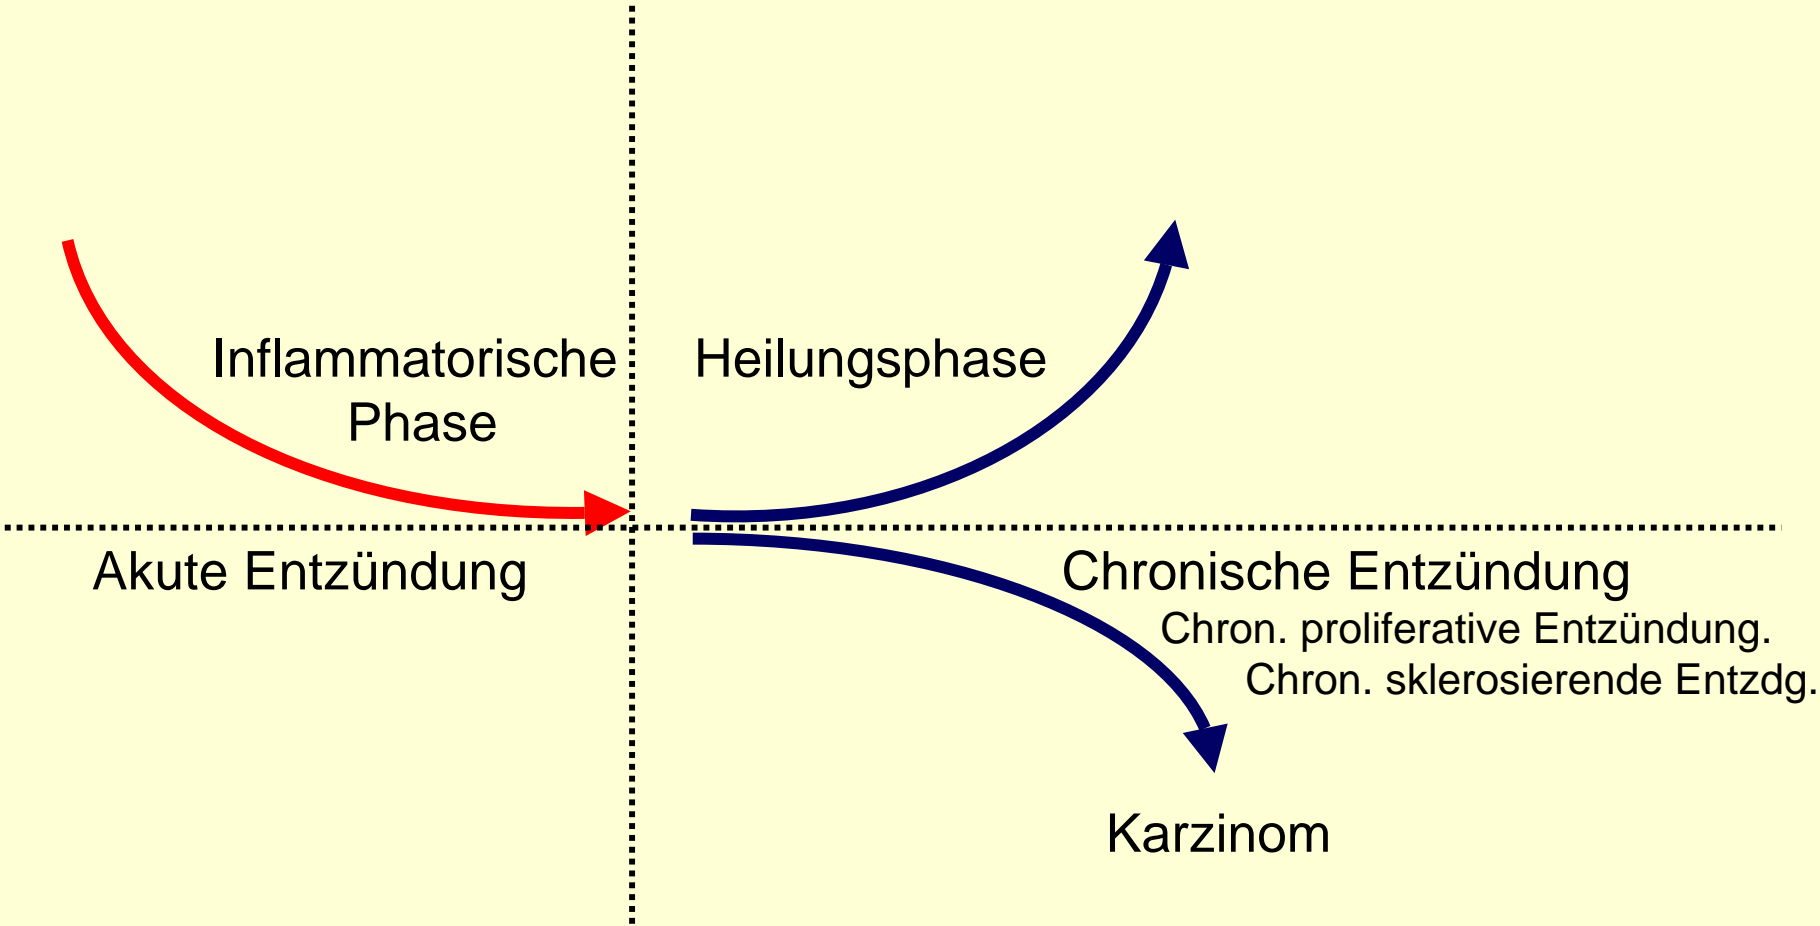 Inflammatorische
Phase
Heilungsphase
Akute Entzündung
Chronische Entzündung
Chron. proliferative Entzündung.
Chron. sklerosierende Entzdg.
Karzinom